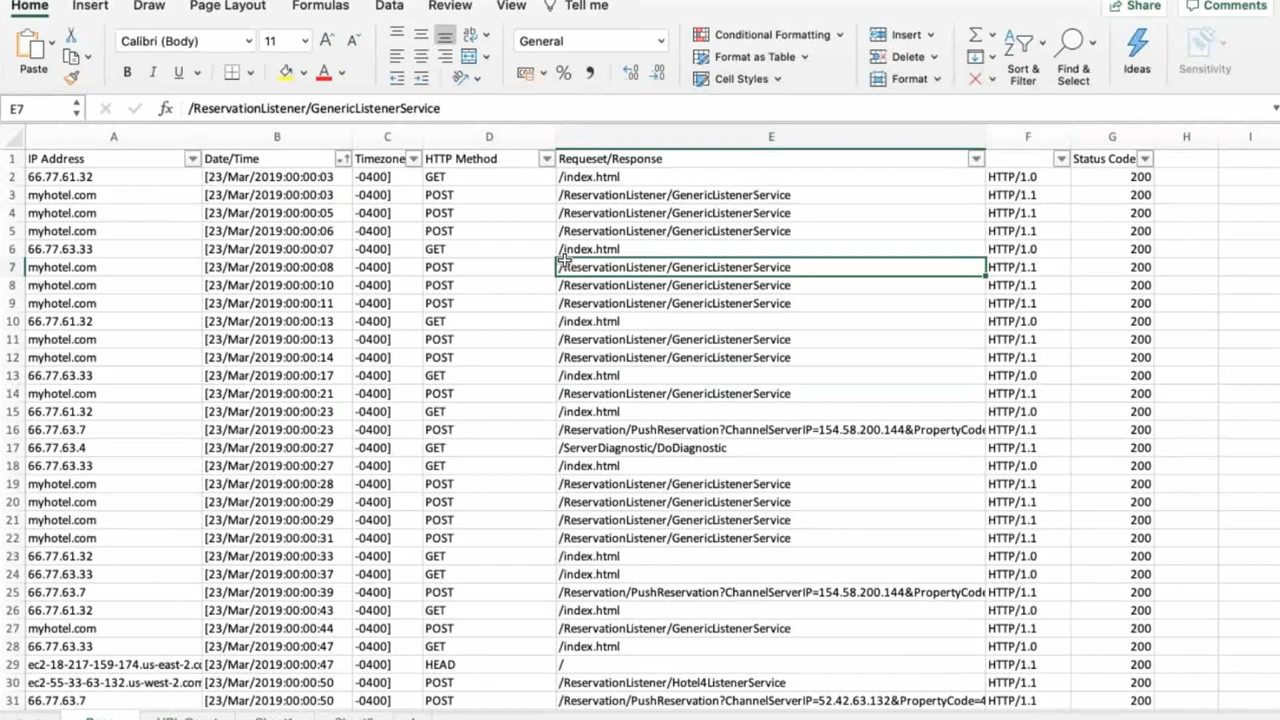 Home Insert Draw Page Layout Formulas Data Review View Tell me Share Comments
Calibri (Body) 11 ab General Conditional Formatting Insert
Format as Table Delete
Paste B I U A % Cell Styles Format Sort & Filter Find & Select Ideas Sensitivity
E7 fx /ReservationListener/GenericListenerService
A B C D E F G H I
1 IP Address Date/Time Timezone HTTP Method Requeset/Response Status Code
2 66.77.61.32 [23/Mar/2019:00:00:03 -0400] GET /index.html HTTP/1.0 200
3 myhotel.com [23/Mar/2019:00:00:03 -0400] POST /ReservationListener/GenericListenerService HTTP/1.1 200
4 myhotel.com [23/Mar/2019:00:00:05 -0400] POST /ReservationListener/GenericListenerService HTTP/1.1 200
5 myhotel.com [23/Mar/2019:00:00:06 -0400] POST /ReservationListener/GenericListenerService HTTP/1.1 200
6 66.77.63.33 [23/Mar/2019:00:00:07 -0400] GET /index.html HTTP/1.0 200
7 myhotel.com [23/Mar/2019:00:00:08 -0400] POST /ReservationListener/GenericListenerService HTTP/1.1 200
8 myhotel.com [23/Mar/2019:00:00:10 -0400] POST /ReservationListener/GenericListenerService HTTP/1.1 200
9 myhotel.com [23/Mar/2019:00:00:11 -0400] POST /ReservationListener/GenericListenerService HTTP/1.1 200
10 66.77.61.32 [23/Mar/2019:00:00:13 -0400] GET /index.html HTTP/1.0 200
11 myhotel.com [23/Mar/2019:00:00:13 -0400] POST /ReservationListener/GenericListenerService HTTP/1.1 200
12 myhotel.com [23/Mar/2019:00:00:14 -0400] POST /ReservationListener/GenericListenerService HTTP/1.1 200
13 66.77.63.33 [23/Mar/2019:00:00:17 -0400] GET /index.html HTTP/1.0 200
14 myhotel.com [23/Mar/2019:00:00:21 -0400] POST /ReservationListener/GenericListenerService HTTP/1.1 200
15 66.77.61.32 [23/Mar/2019:00:00:23 -0400] GET /index.html HTTP/1.0 200
16 66.77.63.7 [23/Mar/2019:00:00:23 -0400] POST /Reservation/PushReservation?ChannelServerIP=154.58.200.144&PropertyCode HTTP/1.1 200
17 66.77.63.4 [23/Mar/2019:00:00:27 -0400] GET /ServerDiagnostic/DoDiagnostic HTTP/1.1 200
18 66.77.63.33 [23/Mar/2019:00:00:27 -0400] GET /index.html HTTP/1.0 200
19 myhotel.com [23/Mar/2019:00:00:28 -0400] POST /ReservationListener/GenericListenerService HTTP/1.1 200
20 myhotel.com [23/Mar/2019:00:00:29 -0400] POST /ReservationListener/GenericListenerService HTTP/1.1 200
21 myhotel.com [23/Mar/2019:00:00:29 -0400] POST /ReservationListener/GenericListenerService HTTP/1.1 200
22 myhotel.com [23/Mar/2019:00:00:31 -0400] POST /ReservationListener/GenericListenerService HTTP/1.1 200
23 66.77.61.32 [23/Mar/2019:00:00:33 -0400] GET /index.html HTTP/1.0 200
24 66.77.63.33 [23/Mar/2019:00:00:37 -0400] GET /index.html HTTP/1.0 200
25 66.77.63.7 [23/Mar/2019:00:00:39 -0400] POST /Reservation/PushReservation?ChannelServerIP=154.58.200.144&PropertyCode HTTP/1.1 200
26 66.77.61.32 [23/Mar/2019:00:00:43 -0400] GET /index.html HTTP/1.0 200
27 myhotel.com [23/Mar/2019:00:00:44 -0400] POST /ReservationListener/GenericListenerService HTTP/1.1 200
28 66.77.63.33 [23/Mar/2019:00:00:47 -0400] GET /index.html HTTP/1.0 200
29 ec2-18-217-159-174.us-east-2.co [23/Mar/2019:00:00:47 -0400] HEAD / HTTP/1.1 200
30 ec2-55-33-63-132.us-west-2.com [23/Mar/2019:00:00:50 -0400] POST /ReservationListener/Hotel4ListenerService HTTP/1.1 200
31 66.77.63.7 [23/Mar/2019:00:00:50 -0400] POST /Reservation/PushReservation?ChannelServerIP=52.42.63.132&PropertyCode=4 HTTP/1.1 200